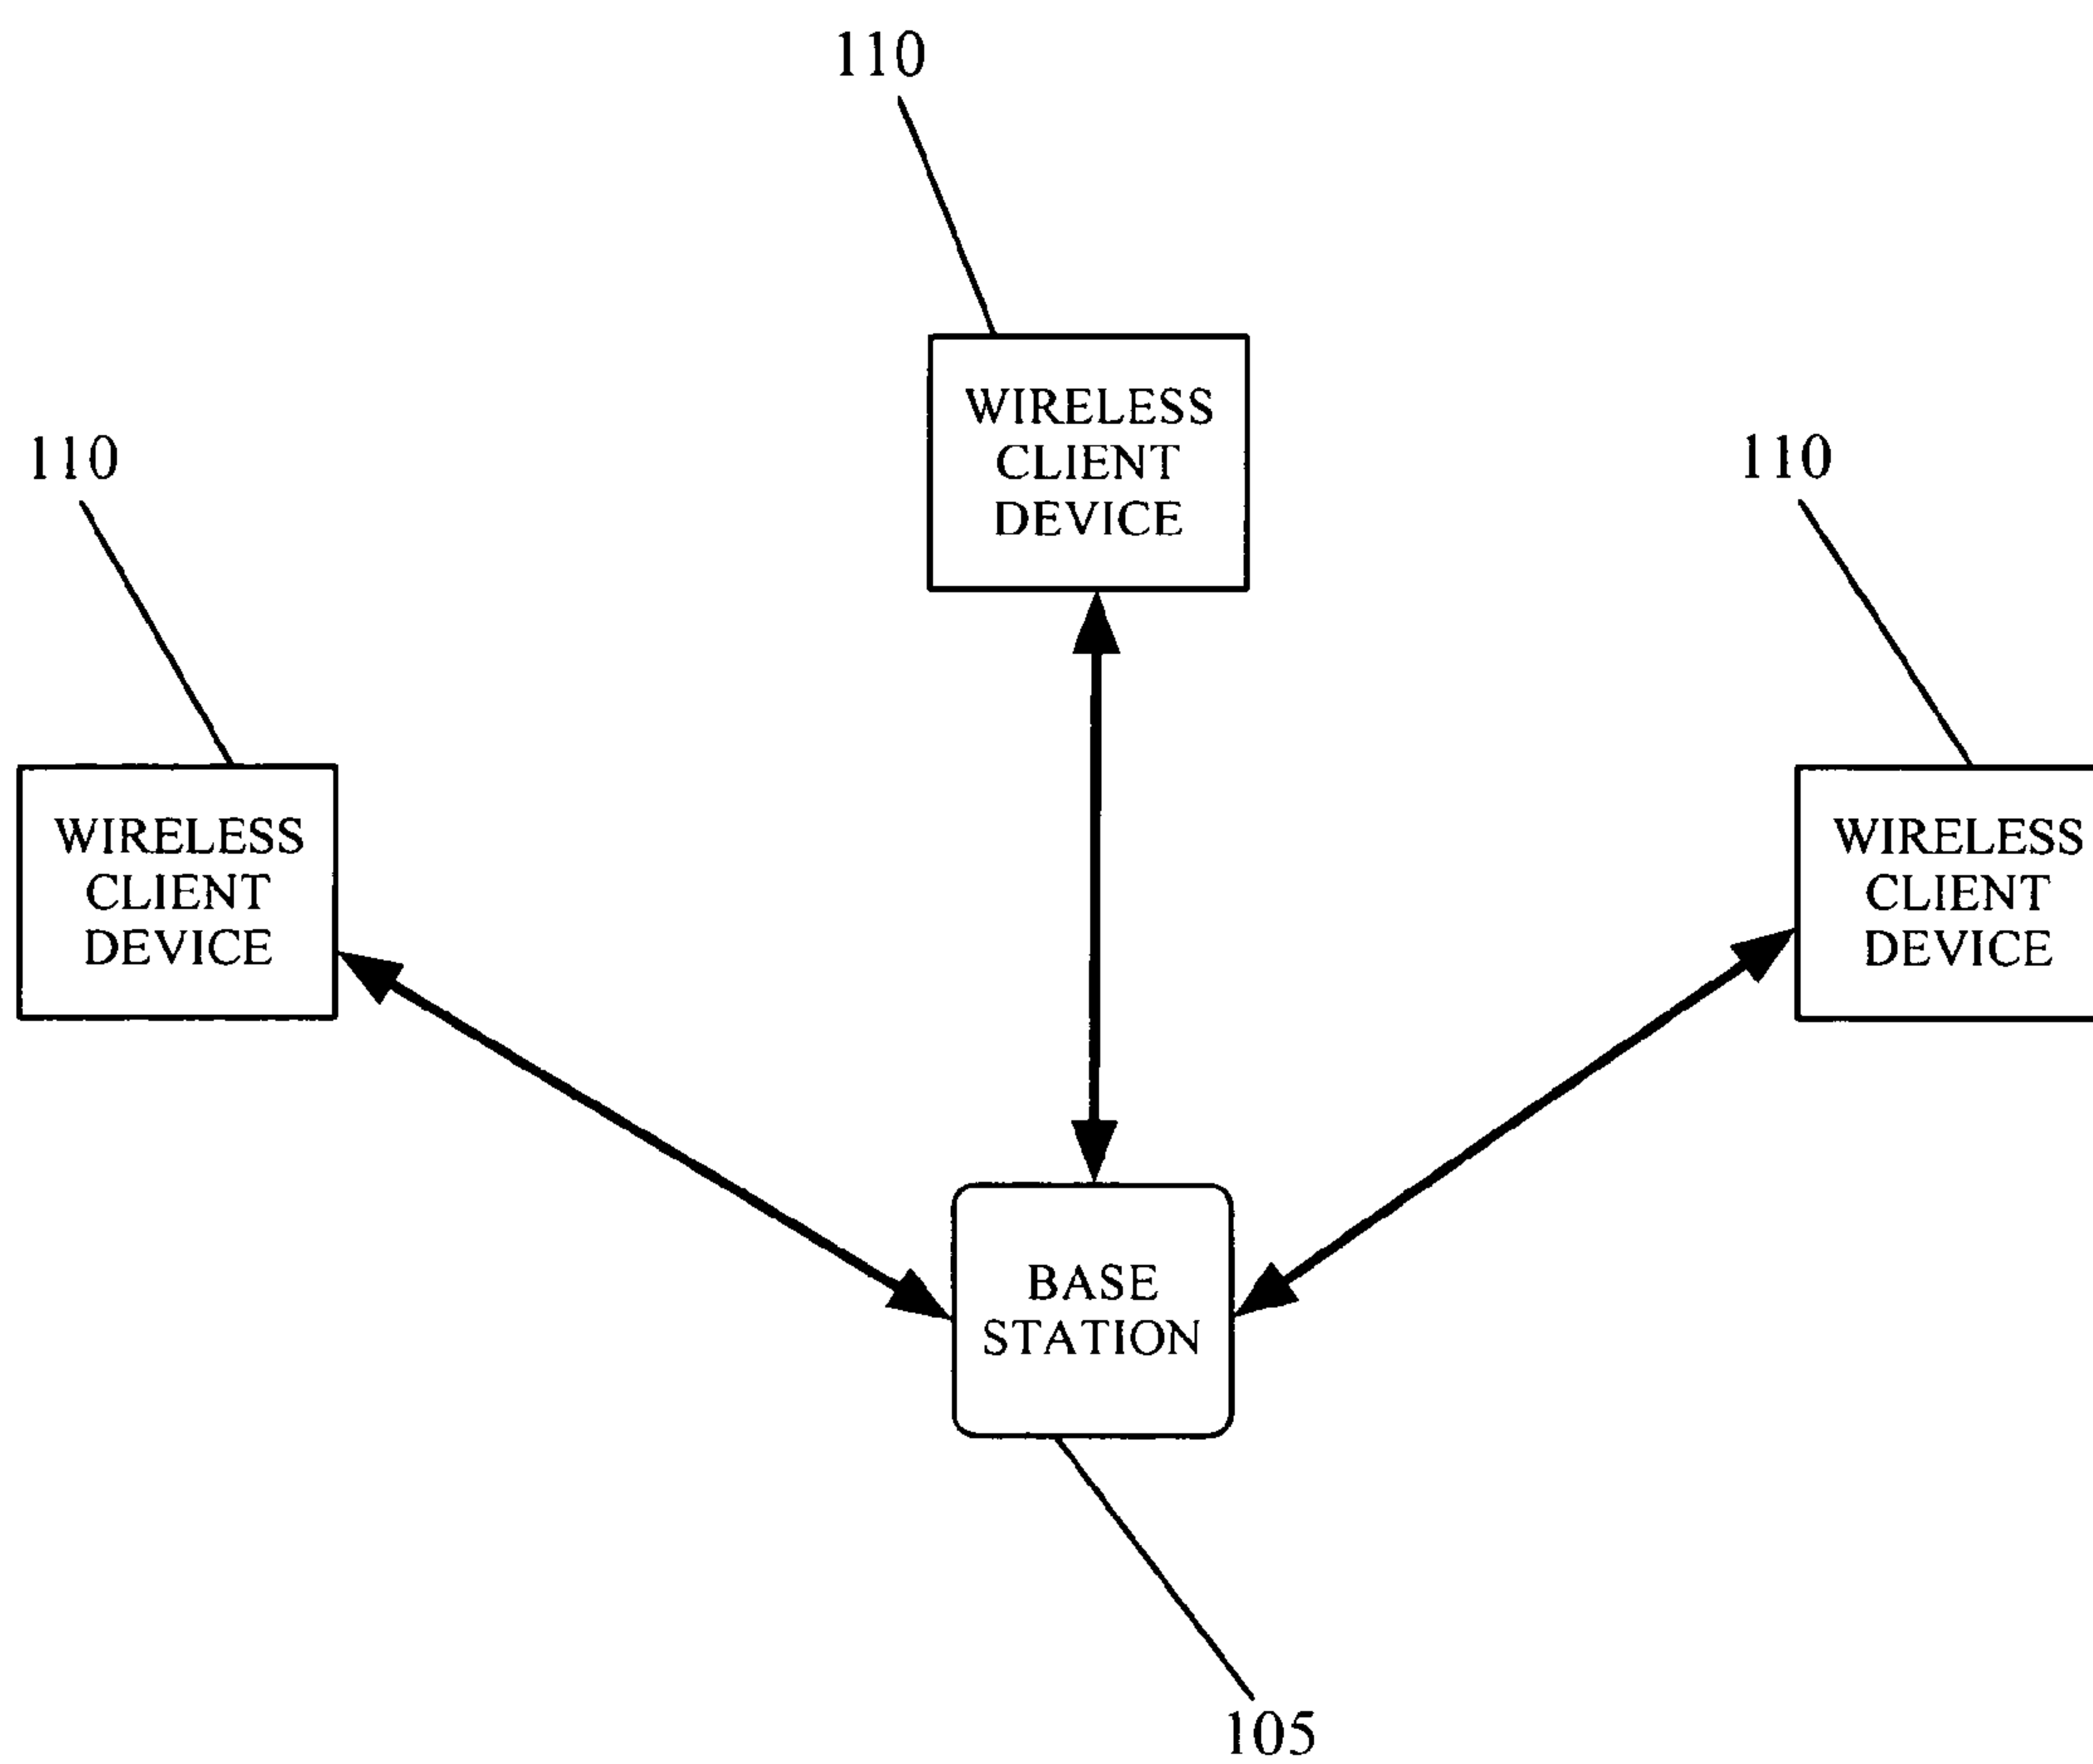 110
WIRELESS
CLIENT
DEVICE
110
WIRELESS
CLIENT
DEVICE
110
WIRELESS
CLIENT
DEVICE
BASE
STATION
105